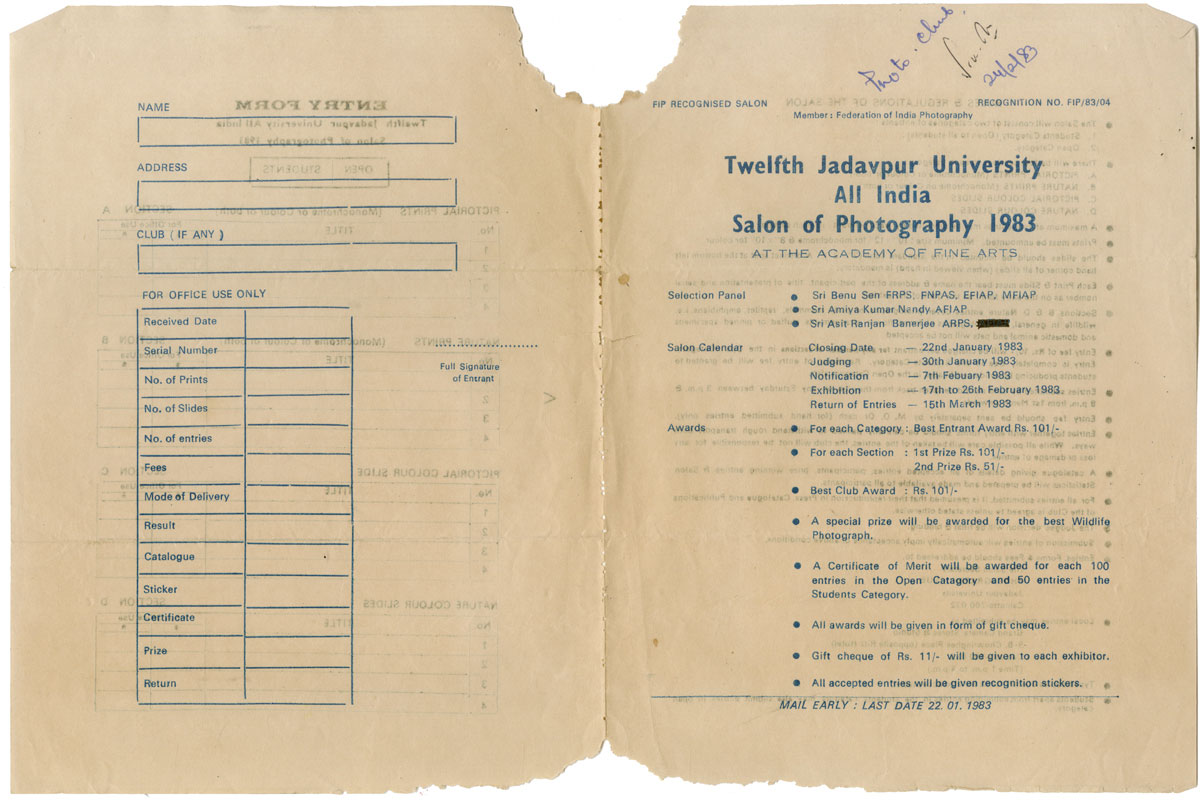 NAME
ADDRESS
CLUB ( IF ANY )
FOR OFFICE USE ONLY
Received Date
Serial Number
No. of Prints
No. of Slides
No. of entries
Fees
Mode of Delivery
Result
Catalogue
Sticker
Certificate
Prize
Return
Full Signature
of Entrant
Photo. Club.
24/2/83
FIP RECOGNISED SALON RECOGNITION NO. FIP/83/04
Member : Federation of India Photography
Twelfth Jadavpur University
All India
Salon of Photography 1983
AT THE ACADEMY OF FINE ARTS
Selection Panel • Sri Benu Sen FRPS, FNPAS, EFIAP, MFIAP
• Sri Amiya Kumar Nandy AFIAP
• Sri Asit Ranjan Banerjee ARPS,
Salon Calendar Closing Date — 22nd January 1983
Judging — 30th January 1983
Notification — 7th Febuary 1983
Exhibition — 17th to 26th February 1983
Return of Entries — 15th March 1983
Awards • For each Category : Best Entrant Award Rs. 101/-
• For each Section : 1st Prize Rs. 101/-
2nd Prize Rs. 51/-
• Best Club Award : Rs. 101/-
• A special prize will be awarded for the best Wildlife
Photograph.
• A Certificate of Merit will be awarded for each 100
entries in the Open Catagory and 50 entries in the
Students Category.
• All awards will be given in form of gift cheque.
• Gift cheque of Rs. 11/- will be given to each exhibitor.
• All accepted entries will be given recognition stickers.
MAIL EARLY : LAST DATE 22. 01. 1983